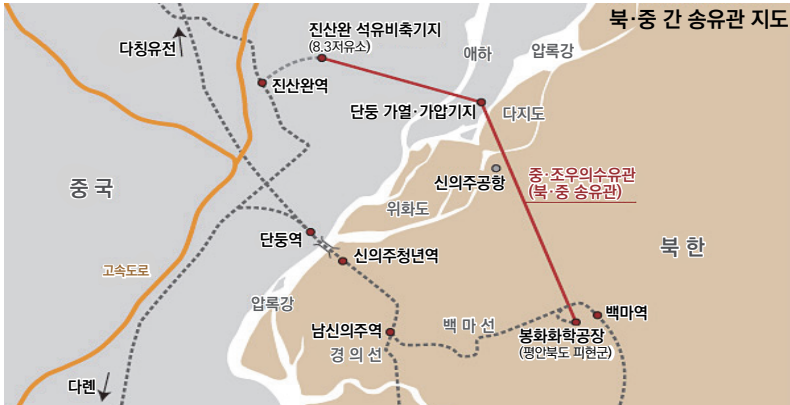 북·중 간 송유관 지도
진산완 석유비축기지
(8.3저유소)
다칭유전
애하
압록강
진산완역
단둥 가열·가압기지
다지도
중·조우의수유관
(북·중 송유관)
신의주공항
중국
위화도
단둥역
신의주청년역
북한
고속도로
압록강
백마역
남신의주역
백마선
봉화화학공장
(평안북도 피현군)
경의선
다롄